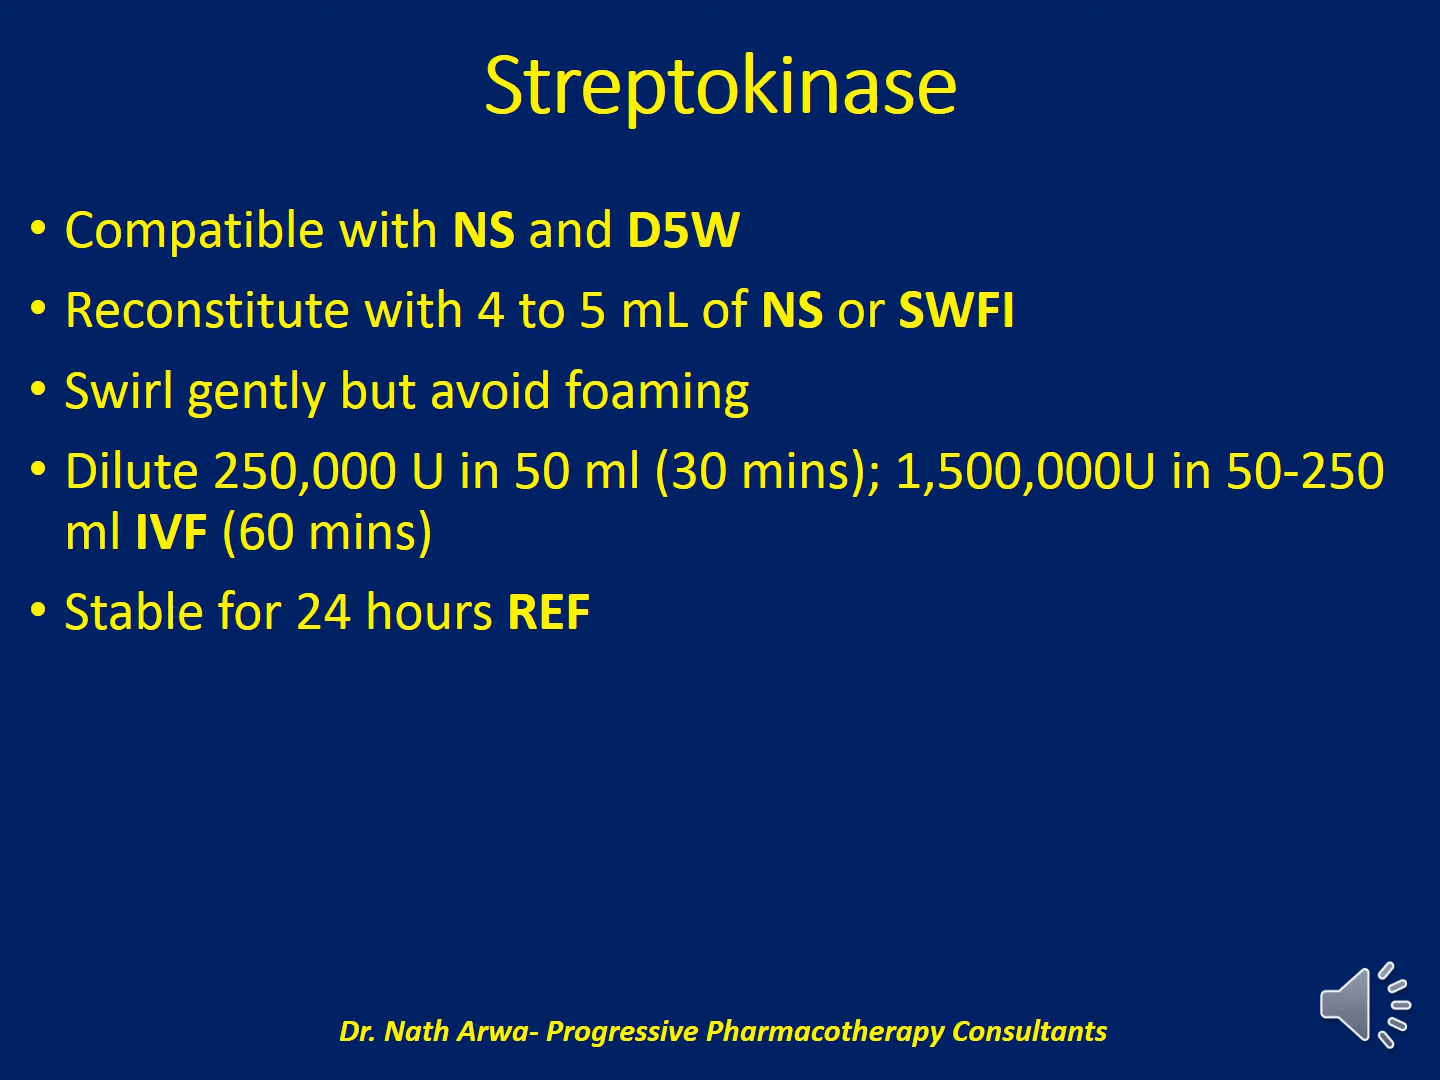 Streptokinase
• Compatible with NS and D5W
• Reconstitute with 4 to 5 mL of NS or SWFI
• Swirl gently but avoid foaming
• Dilute 250,000 U in 50 ml (30 mins); 1,500,000U in 50-250
ml IVF (60 mins)
• Stable for 24 hours REF
Dr. Nath Arwa- Progressive Pharmacotherapy Consultants